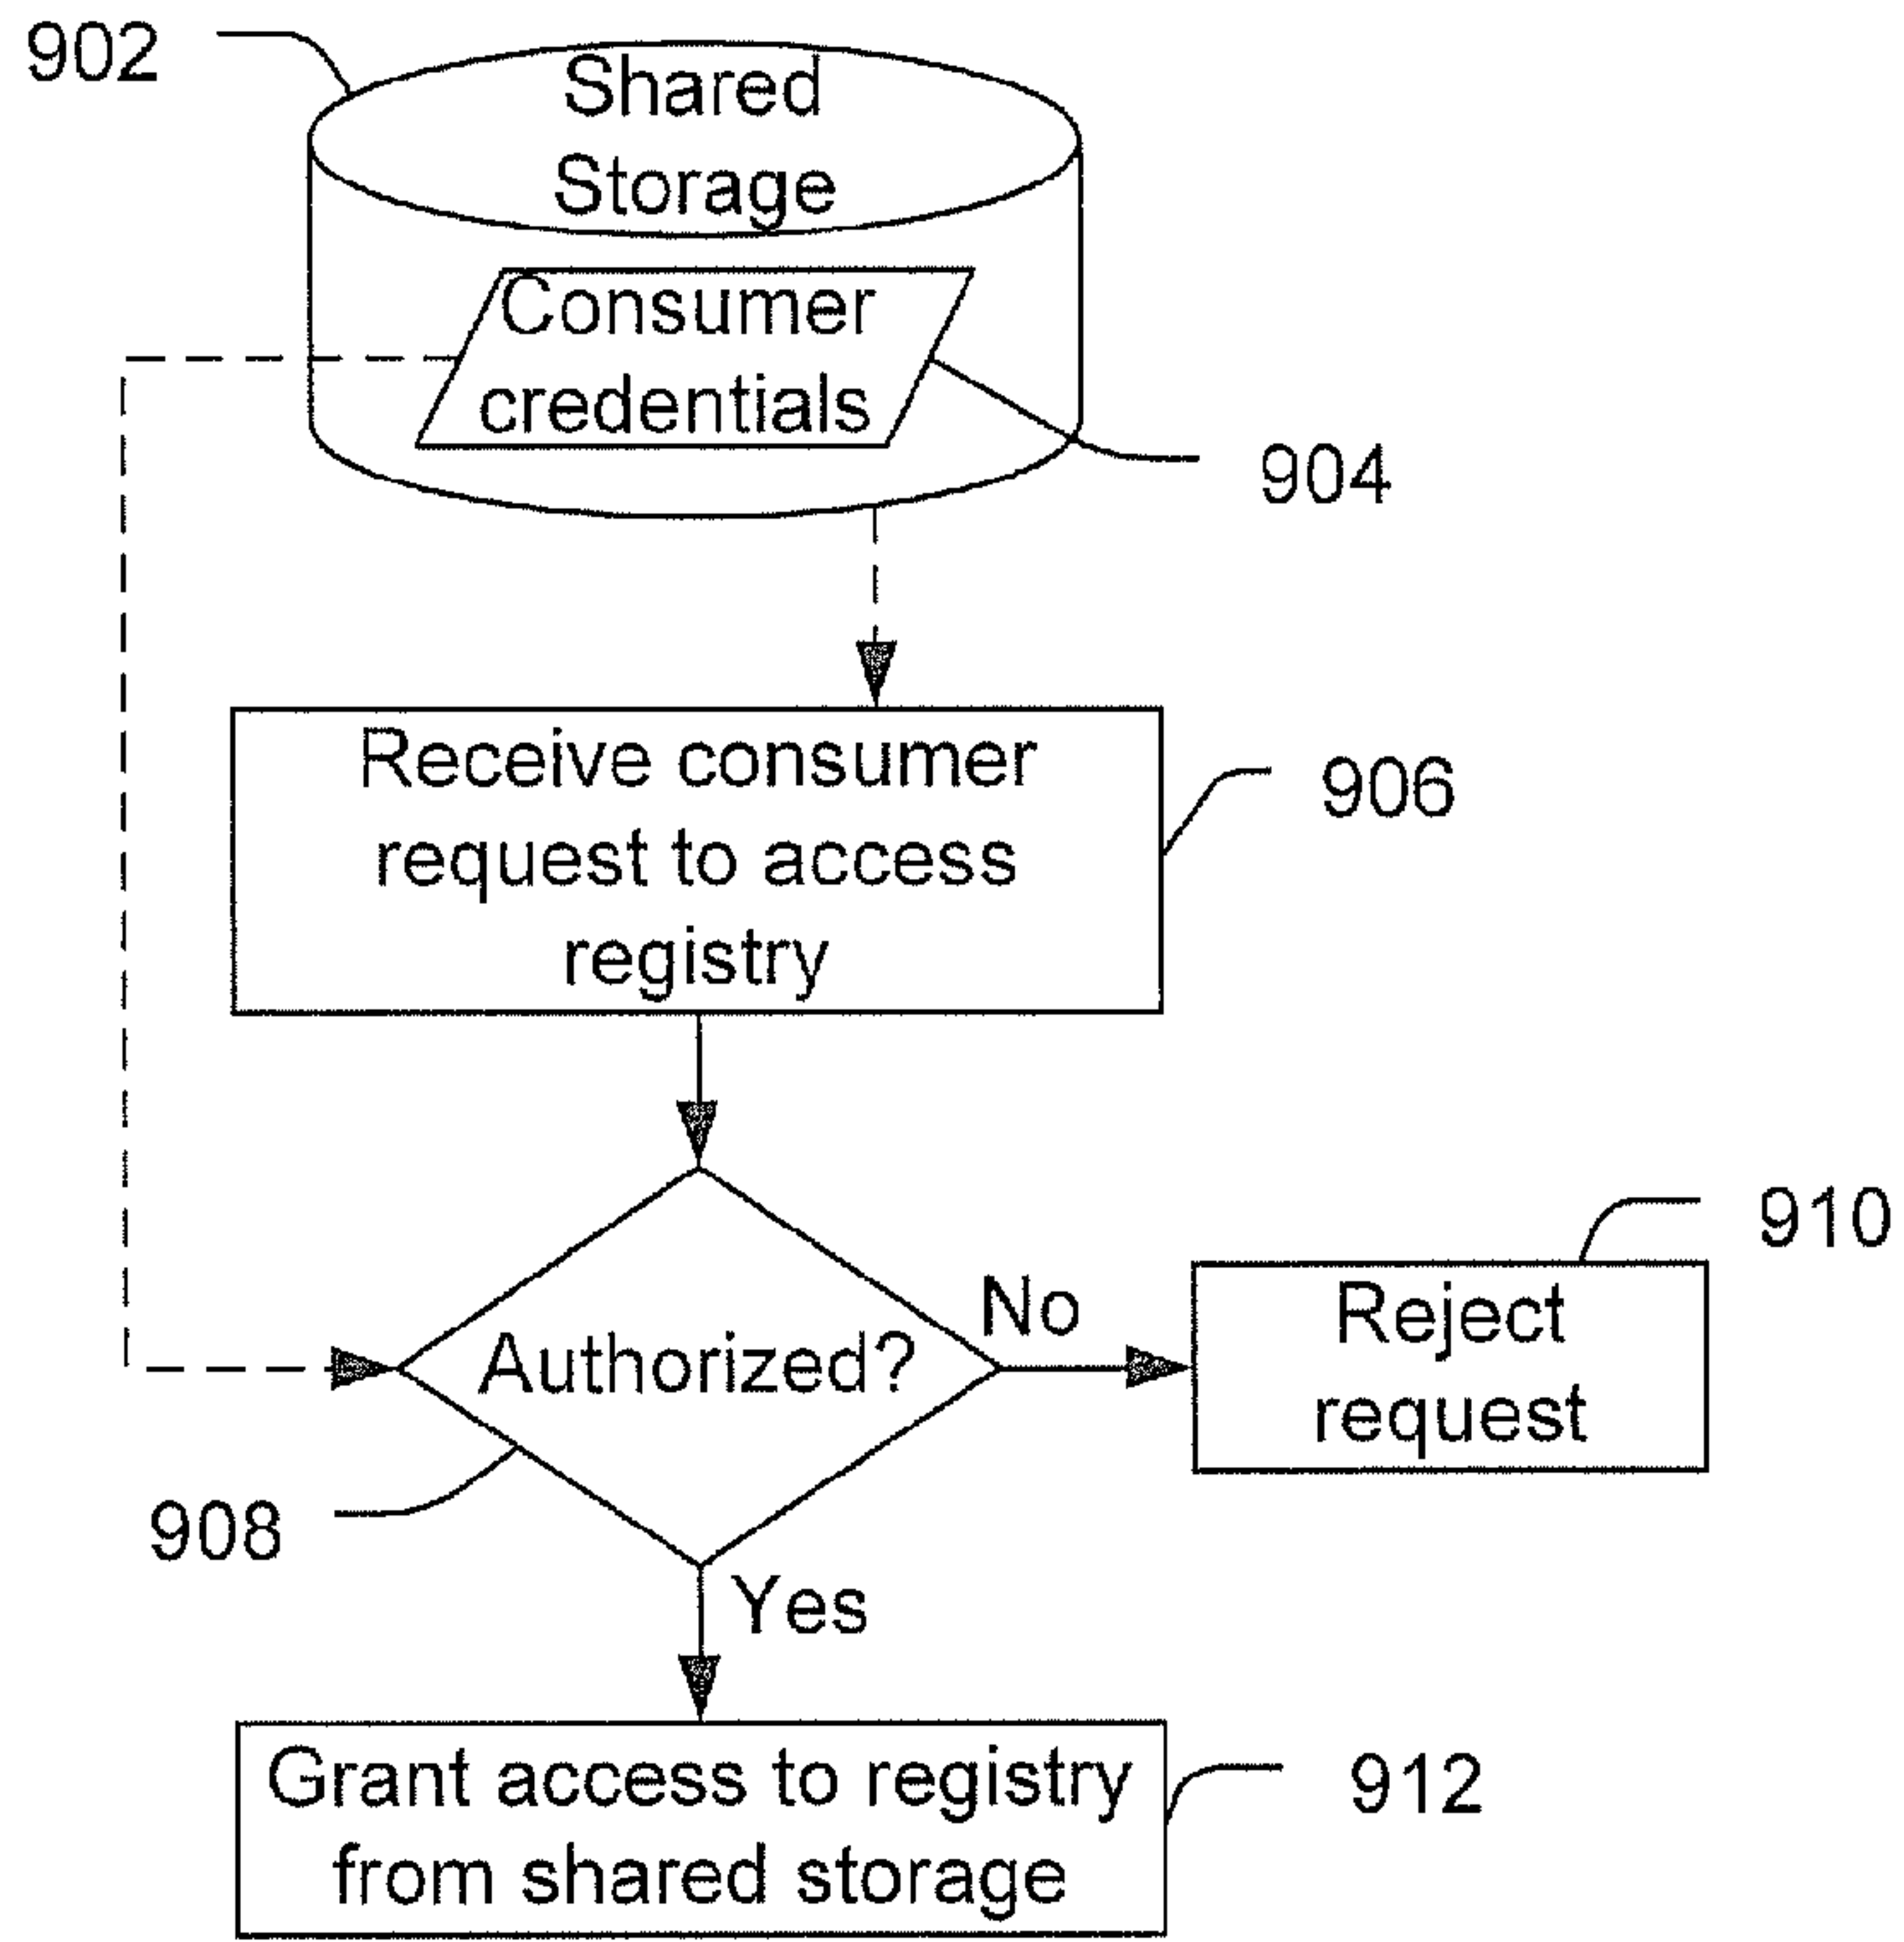 902
Shared
Storage
Consumer
credentials
904
Receive consumer
request to access
registry
906
910
No
Reject
request
Authorized?
908
Yes
Grant access to registry
from shared storage
912